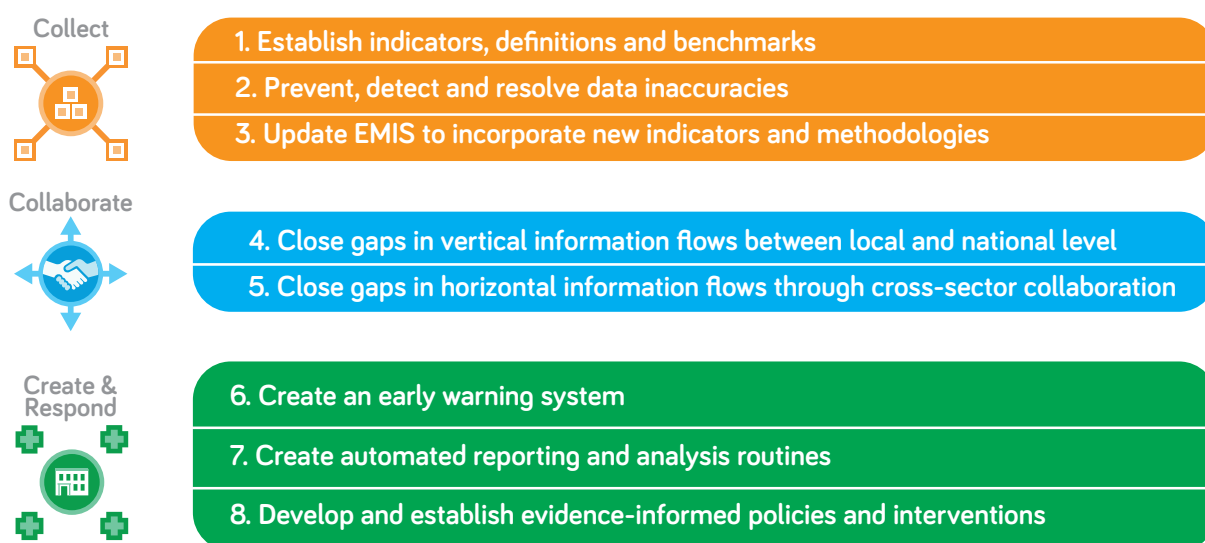 Collect
1. Establish indicators, definitions and benchmarks
2. Prevent, detect and resolve data inaccuracies
3. Update EMIS to incorporate new indicators and methodologies
Collaborate
4. Close gaps in vertical information flows between local and national level
5. Close gaps in horizontal information flows through cross-sector collaboration
Create &
Respond
6. Create an early warning system
7. Create automated reporting and analysis routines
8. Develop and establish evidence-informed policies and interventions